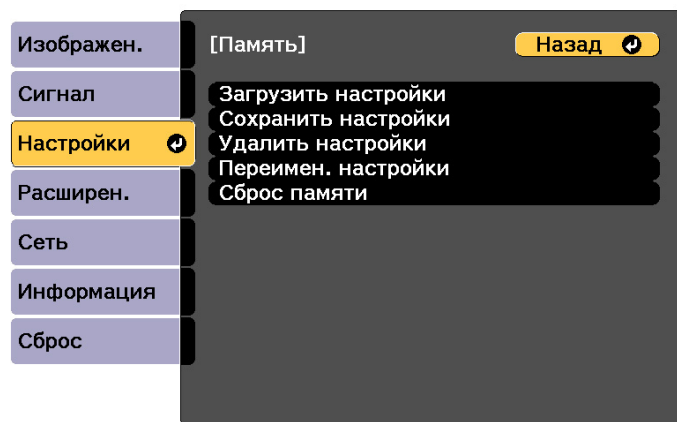 Изображен.
Сигнал
Настройки
Расширен.
Сеть
Информация
Сброс
[Память]
Назад
Загрузить настройки
Сохранить настройки
Удалить настройки
Переимен. настройки
Сброс памяти